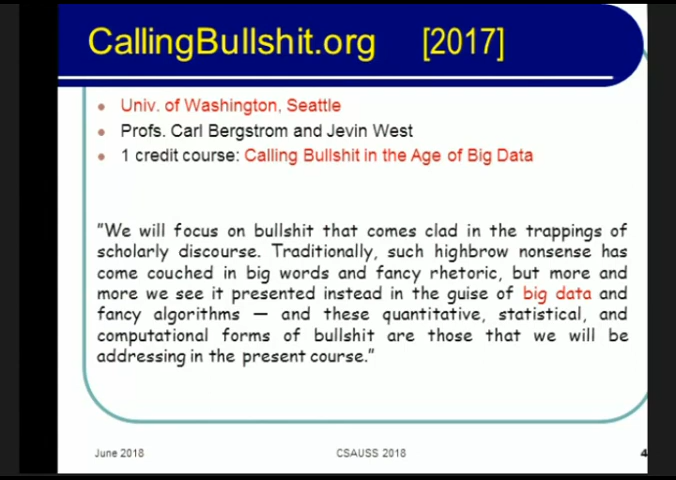 CallingBullshit.org [2017]
Univ. of Washington, Seattle
Profs. Carl Bergstrom and Jevin West
1 credit course: Calling Bullshit in the Age of Big Data
"We will focus on bullshit that comes clad in the trappings of
scholarly discourse. Traditionally, such highbrow nonsense has
come couched in big words and fancy rhetoric, but more and
more we see it presented instead in the guise of big data and
fancy algorithms — and these quantitative, statistical, and
computational forms of bullshit are those that we will be
addressing in the present course."
June 2018 CSAUSS 2018 4